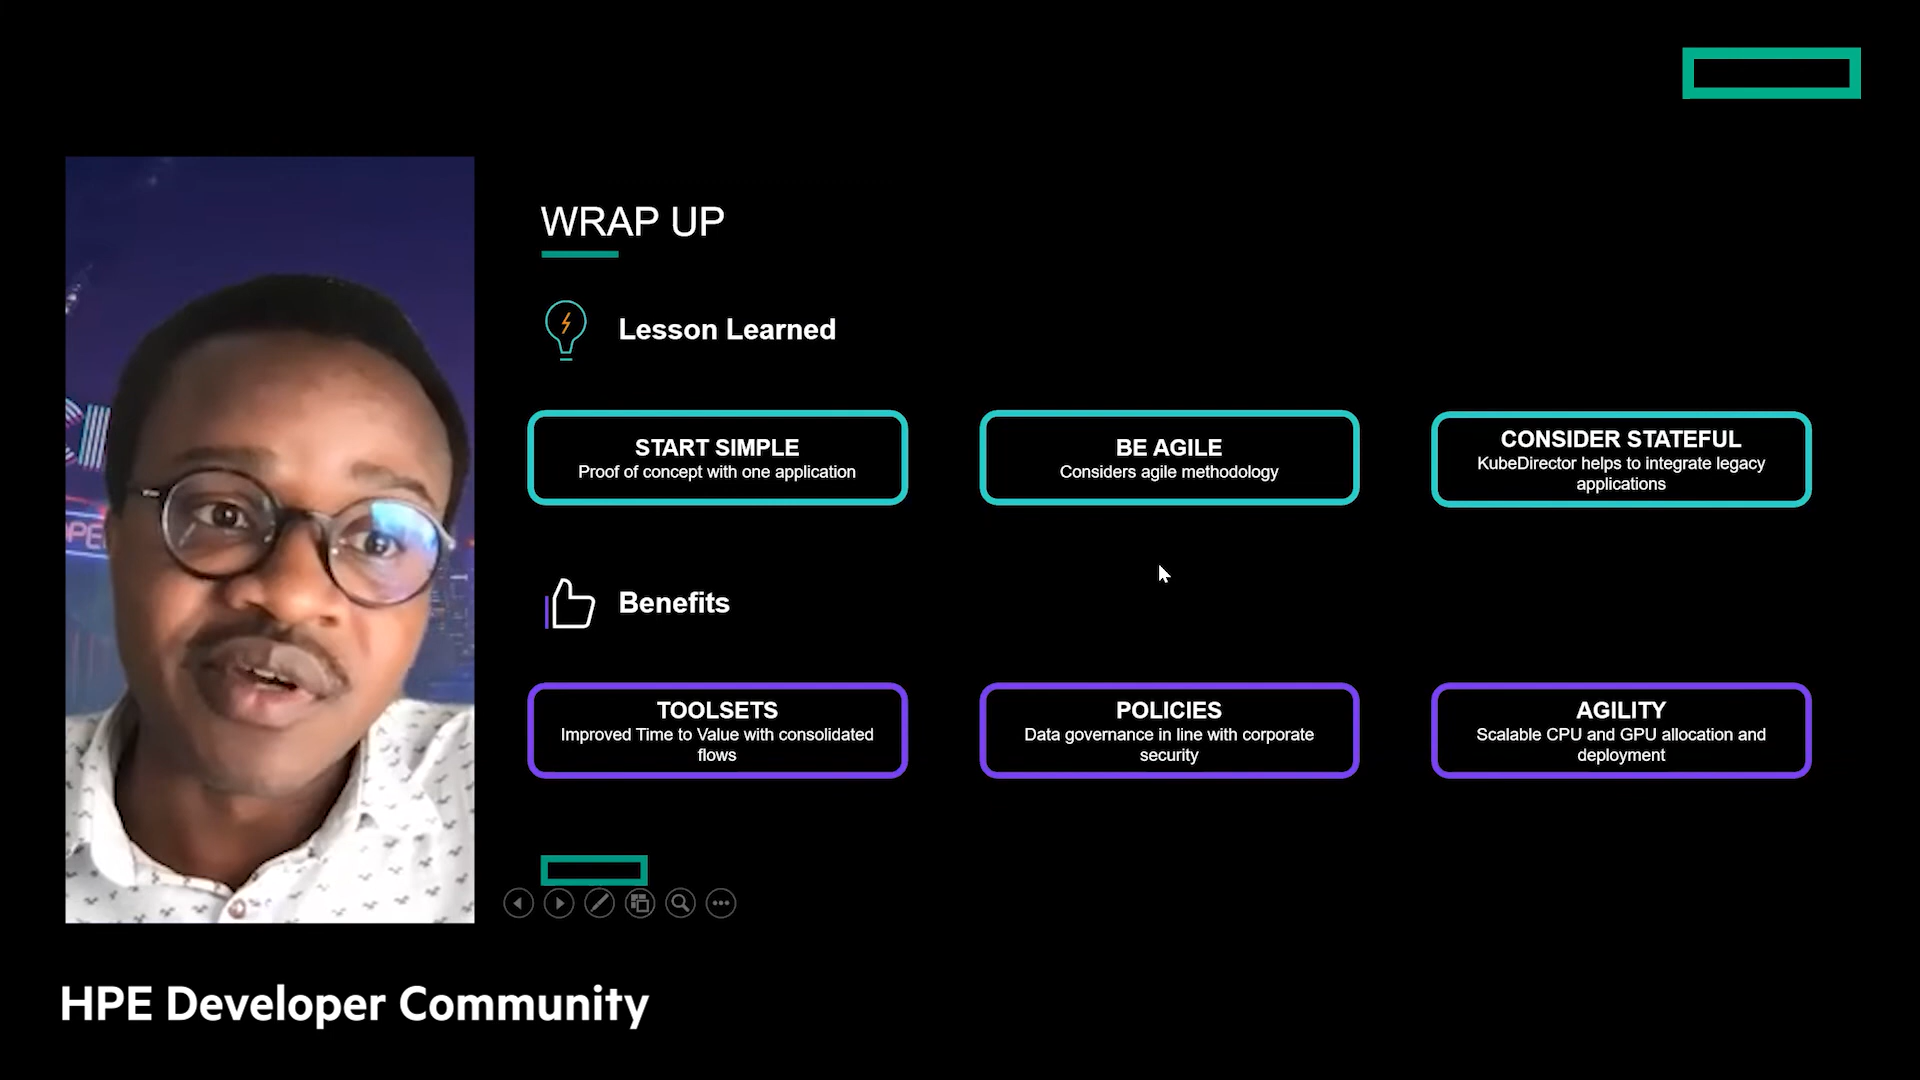 WRAP UP
Lesson Learned
START SIMPLE
Proof of concept with one application
BE AGILE
Considers agile methodology
CONSIDER STATEFUL
KubeDirector helps to integrate legacy
applications
Benefits
TOOLSETS
Improved Time to Value with consolidated
flows
POLICIES
Data governance in line with corporate
security
AGILITY
Scalable CPU and GPU allocation and
deployment
HPE Developer Community